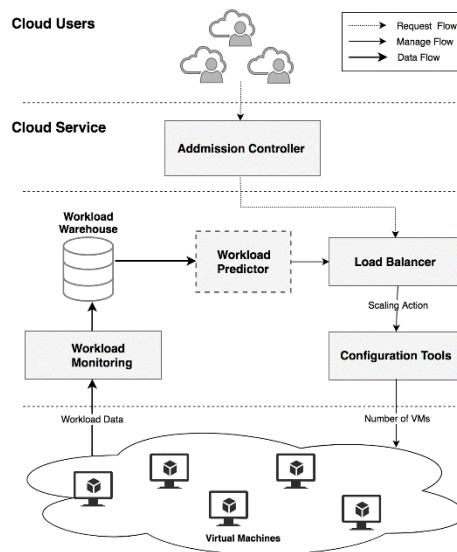 Cloud Users
Request Flow
Manage Flow
Data Flow
Cloud Service
Addmission Controller
Workload
Warehouse
Workload
Predictor
Load Balancer
Scaling Action
Workload
Monitoring
Configuration Tools
Workload Data
Number of VMs
Virtual Machines